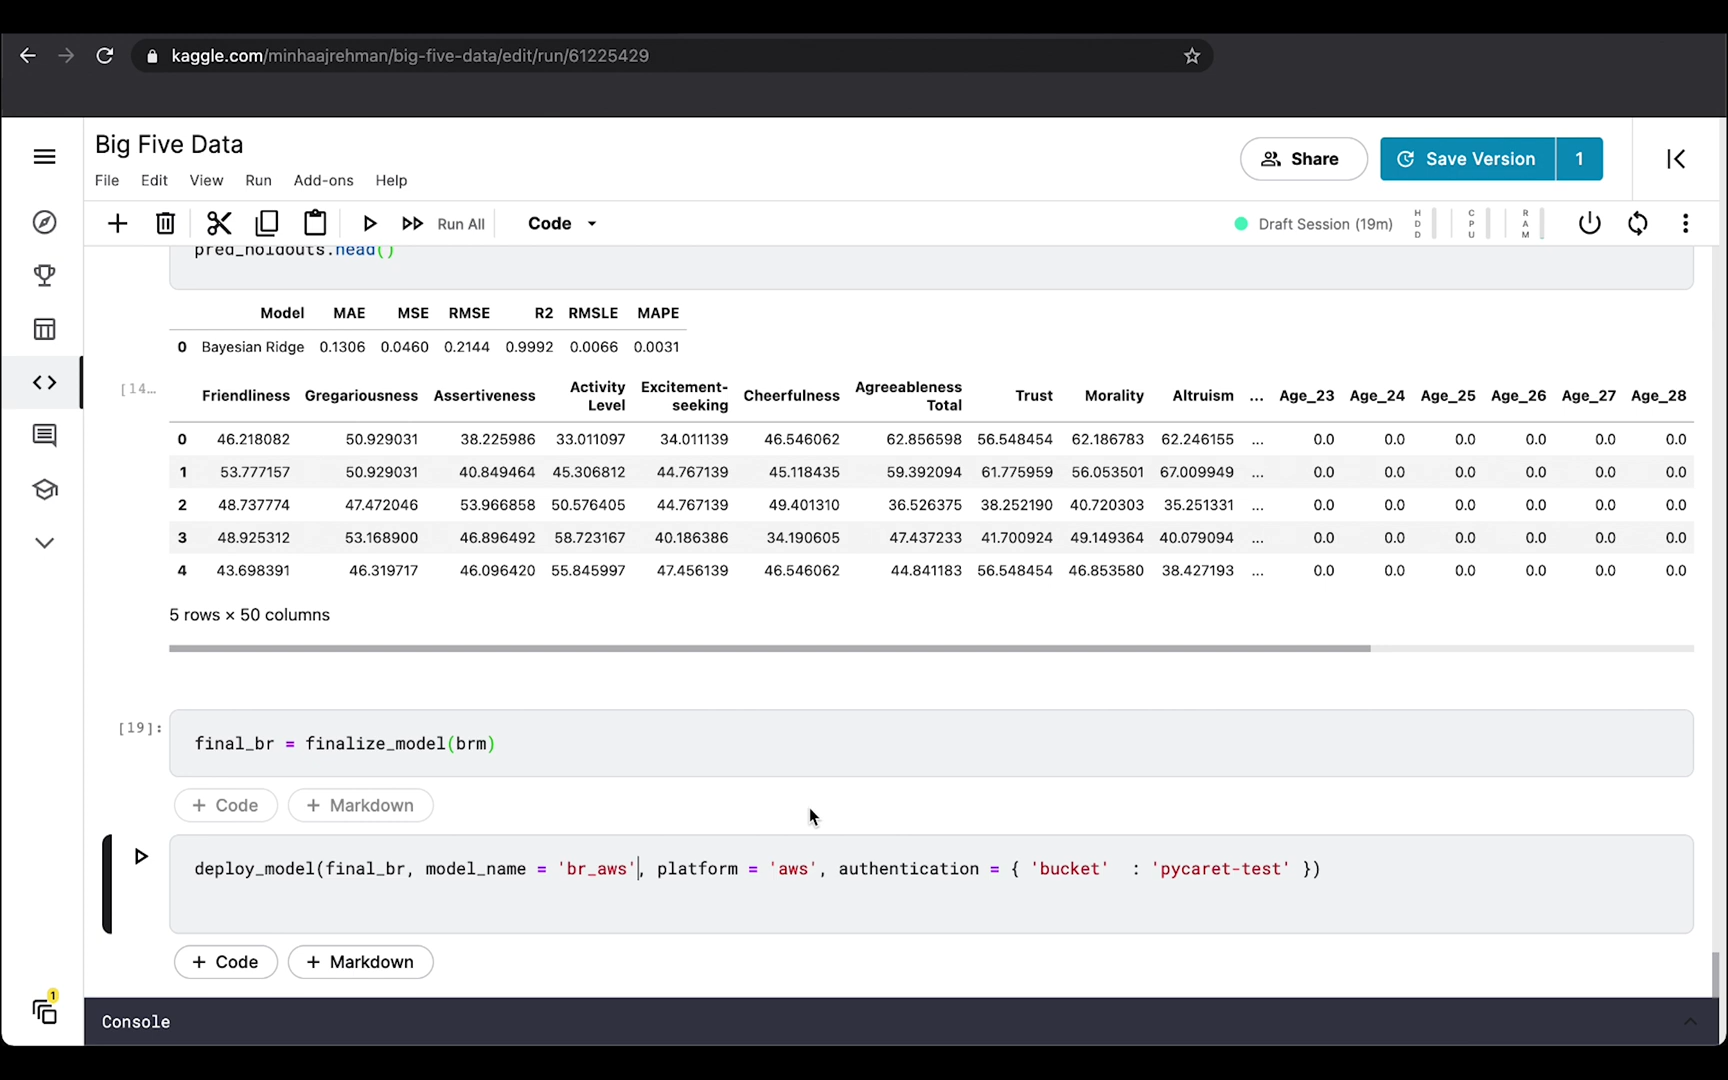 kaggle.com/minhaajrehman/big-five-data/edit/run/61225429
Big Five Data
File Edit View Run Add-ons Help
Share
Save Version 1
Run All Code
Draft Session (19m) HDD CPU RAM
pred_holdouts.head()
Model MAE MSE RMSE R2 RMSLE MAPE
0 Bayesian Ridge 0.1306 0.0460 0.2144 0.9992 0.0066 0.0031
[14…
Friendliness Gregariousness Assertiveness Activity Level Excitement-seeking Cheerfulness Agreeableness Total Trust Morality Altruism ... Age_23 Age_24 Age_25 Age_26 Age_27 Age_28
0 46.218082 50.929031 38.225986 33.011097 34.011139 46.546062 62.856598 56.548454 62.186783 62.246155 ... 0.0 0.0 0.0 0.0 0.0 0.0
1 53.777157 50.929031 40.849464 45.306812 44.767139 45.118435 59.392094 61.775959 56.053501 67.009949 ... 0.0 0.0 0.0 0.0 0.0 0.0
2 48.737774 47.472046 53.966858 50.576405 44.767139 49.401310 36.526375 38.252190 40.720303 35.251331 ... 0.0 0.0 0.0 0.0 0.0 0.0
3 48.925312 53.168900 46.896492 58.723167 40.186386 34.190605 47.437233 41.700924 49.149364 40.079094 ... 0.0 0.0 0.0 0.0 0.0 0.0
4 43.698391 46.319717 46.096420 55.845997 47.456139 46.546062 44.841183 56.548454 46.853580 38.427193 ... 0.0 0.0 0.0 0.0 0.0 0.0
5 rows × 50 columns
[19]:
final_br = finalize_model(brm)
+ Code + Markdown
deploy_model(final_br, model_name = 'br_aws', platform = 'aws', authentication = { 'bucket' : 'pycaret-test' })
+ Code + Markdown
1
Console